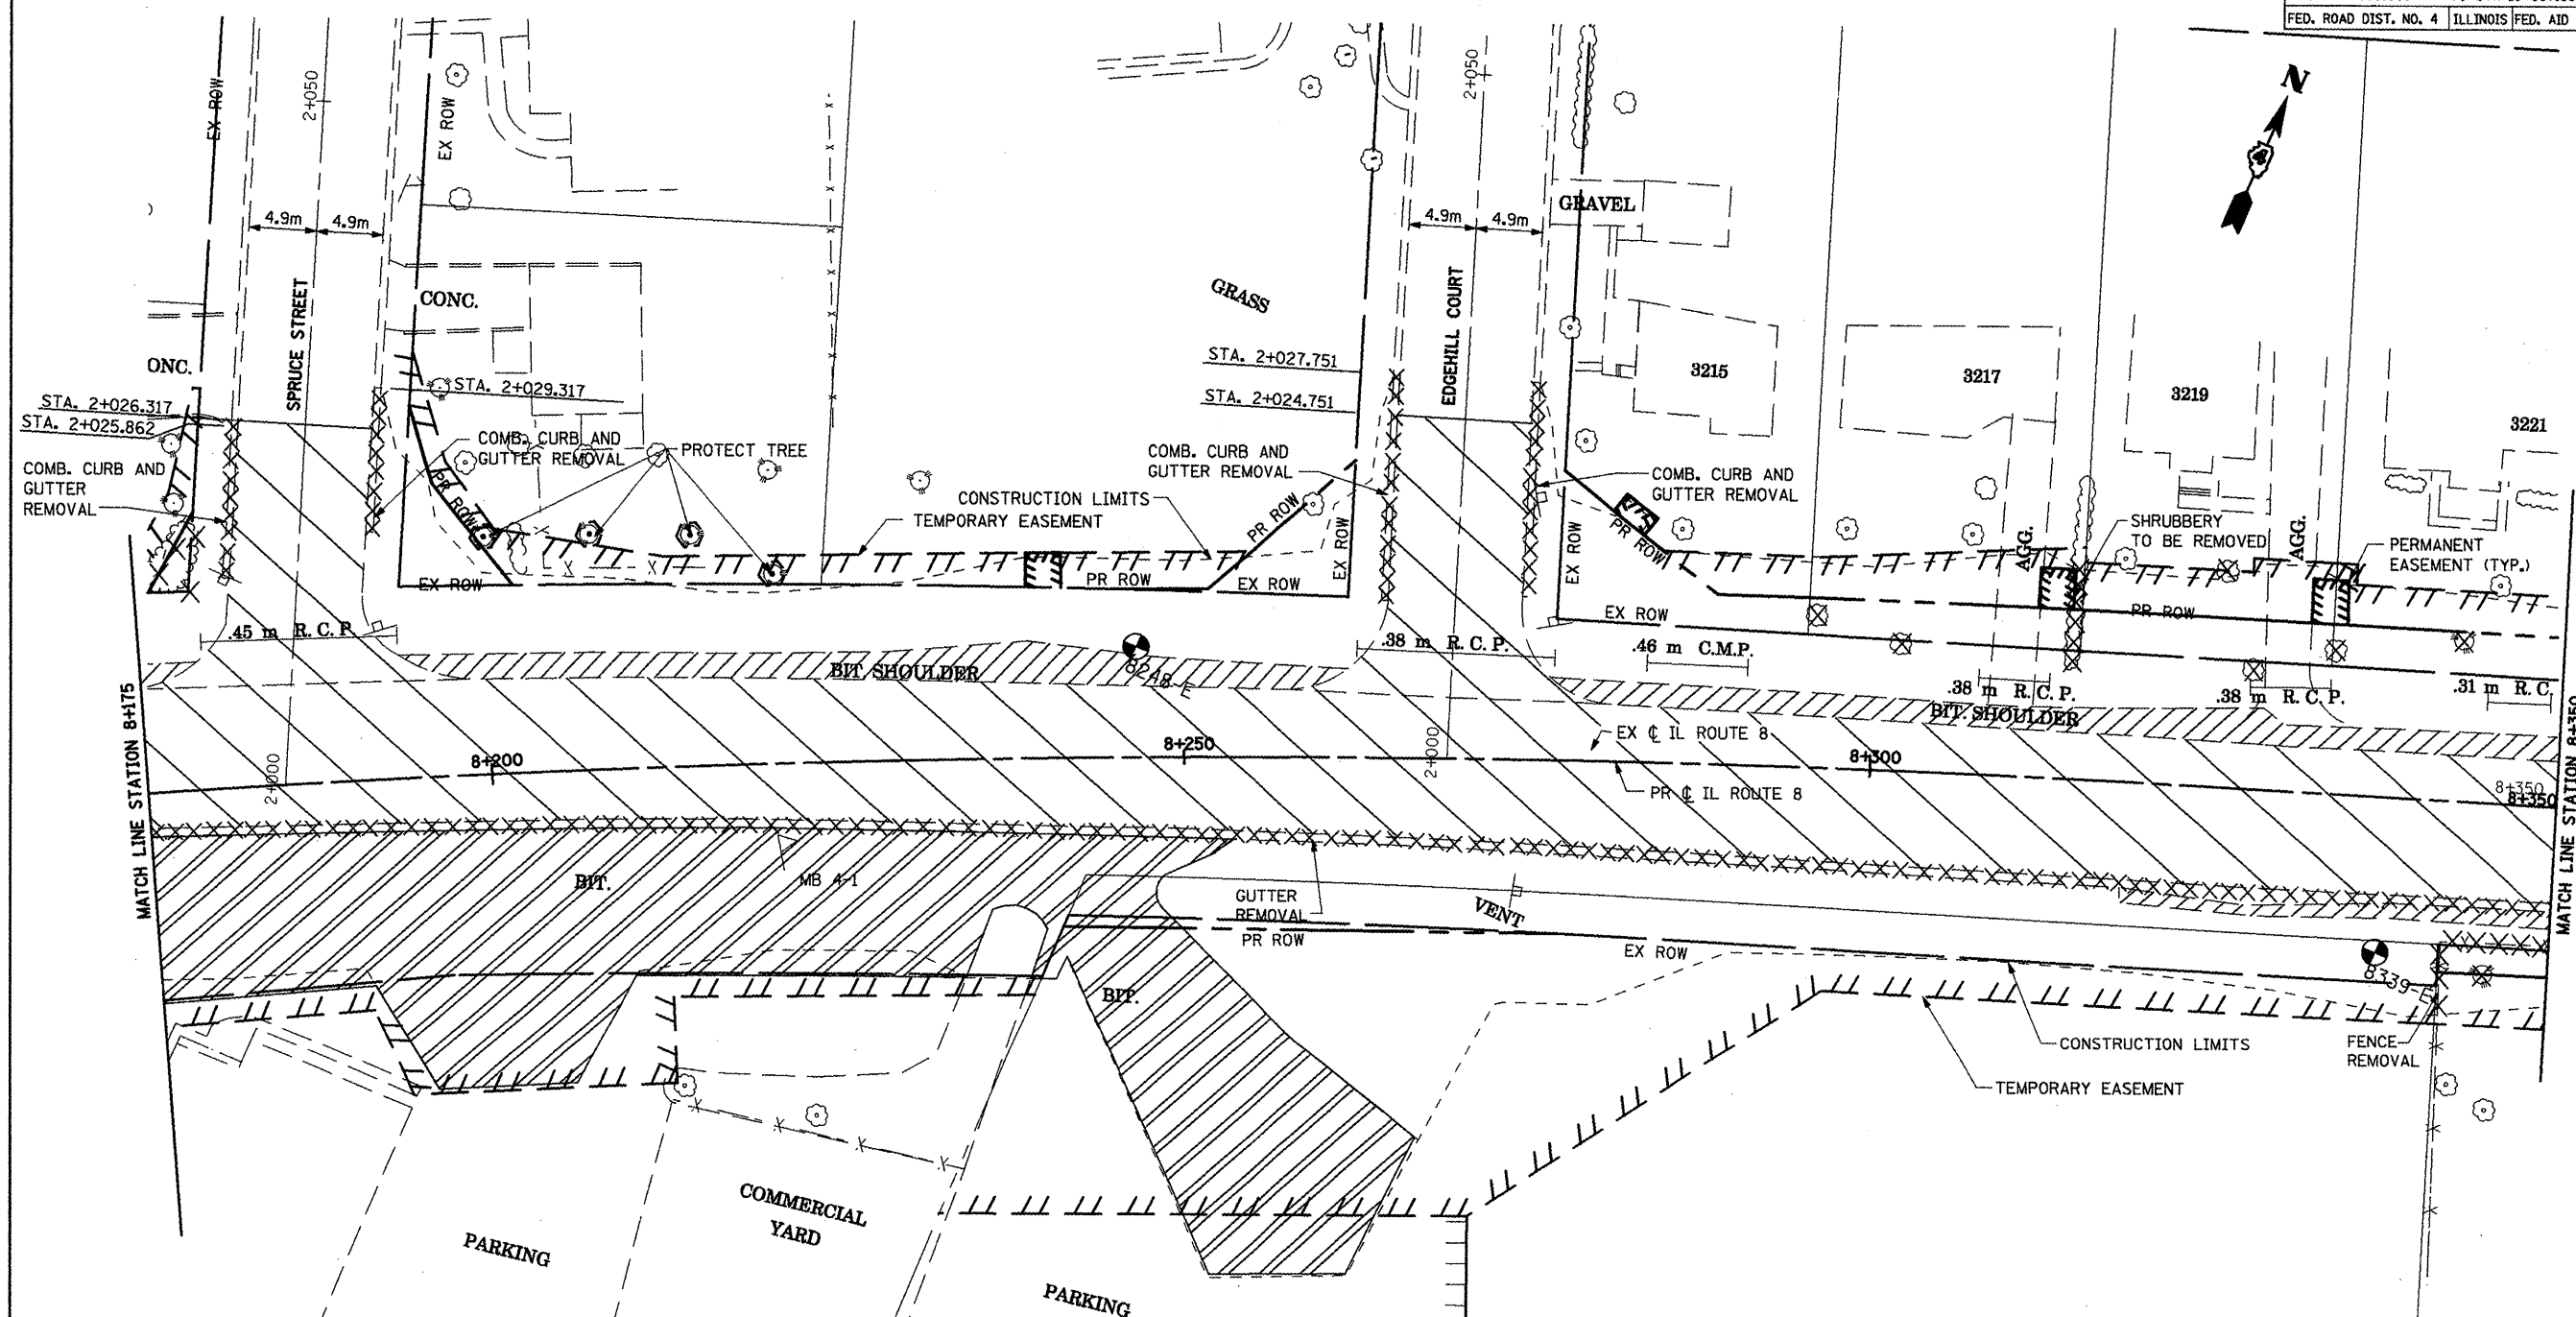 FED. ROAD DIST. NO. 4 ILLINOIS FED. AID
N
EX ROW
2+050
EX ROW
2+050
4.9m 4.9m
4.9m 4.9m
GRAVEL
SPRUCE STREET
CONC.
GRASS
EDGEHILL COURT
ONC.
STA. 2+027.751
STA. 2+024.751
3215
3217
3219
3221
STA. 2+029.317
STA. 2+026.317
STA. 2+025.862
COMB. CURB AND
GUTTER
REMOVAL
COMB. CURB AND
GUTTER REMOVAL
PROTECT TREE
COMB. CURB AND
GUTTER REMOVAL
COMB. CURB AND
GUTTER REMOVAL
CONSTRUCTION LIMITS
TEMPORARY EASEMENT
PR ROW
PR ROW
EX ROW
EX ROW
PR ROW
SHRUBBERY
TO BE REMOVED
AGG.
AGG.
PERMANENT
EASEMENT (TYP.)
EX ROW
PR ROW
EX ROW
EX ROW
PR ROW
.45 m R. C. P.
.38 m R. C. P.
.46 m C.M.P.
.38 m R. C. P.
.38 m R. C. P.
.31 m R. C.
BIT. SHOULDER
8248-E
BIT. SHOULDER
MATCH LINE STATION 8+175
2+000
8+200
8+250
2+000
EX ℄ IL ROUTE 8
8+300
PR ℄ IL ROUTE 8
8+350
8+350
MATCH LINE STATION 8+350
BIT.
MB 4-1
GUTTER
REMOVAL
VENT
PR ROW
EX ROW
8339-E
BIT.
CONSTRUCTION LIMITS
FENCE
REMOVAL
TEMPORARY EASEMENT
COMMERCIAL
YARD
PARKING
PARKING